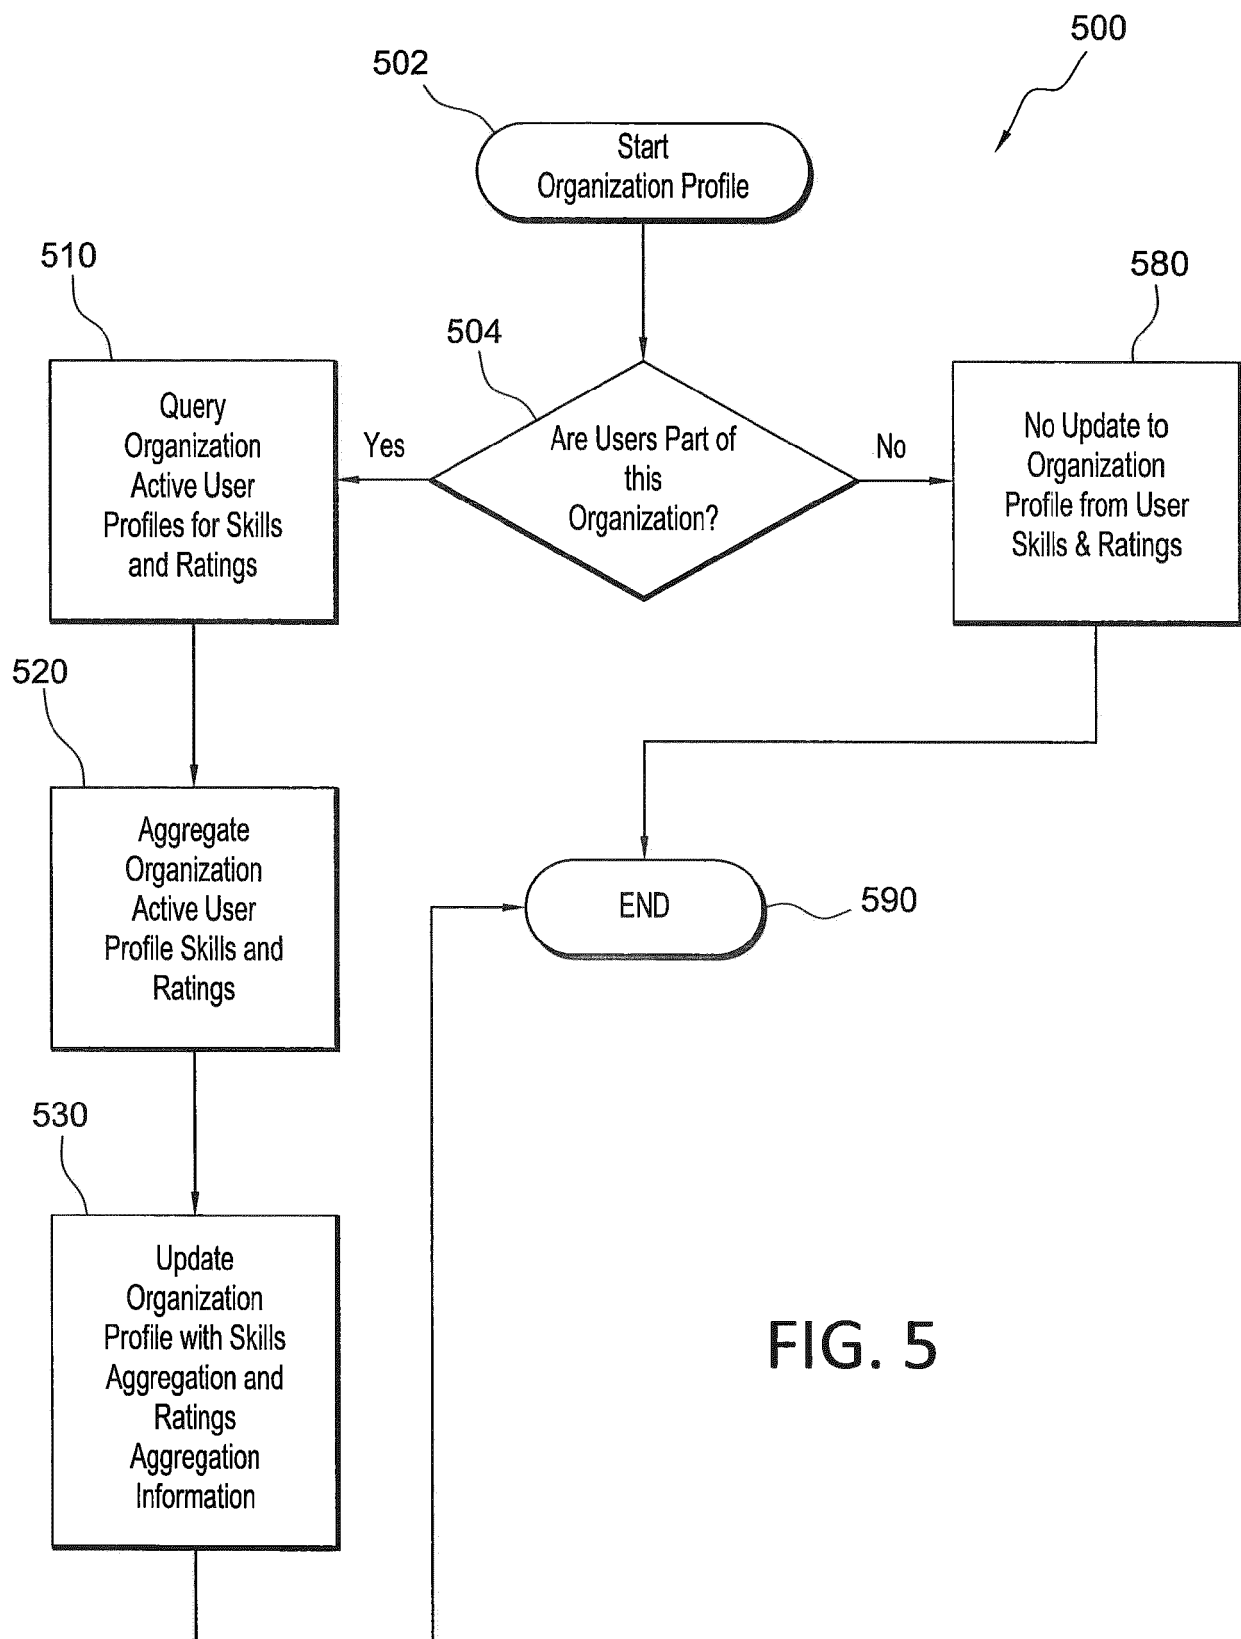 500
502
Start
Organization Profile
510
580
504
Query
Organization
Active User
Profiles for Skills
and Ratings
Yes
Are Users Part of
this
Organization?
No
No Update to
Organization
Profile from User
Skills & Ratings
520
Aggregate
Organization
Active User
Profile Skills and
Ratings
END
590
530
Update
Organization
Profile with Skills
Aggregation and
Ratings
Aggregation
Information
FIG. 5